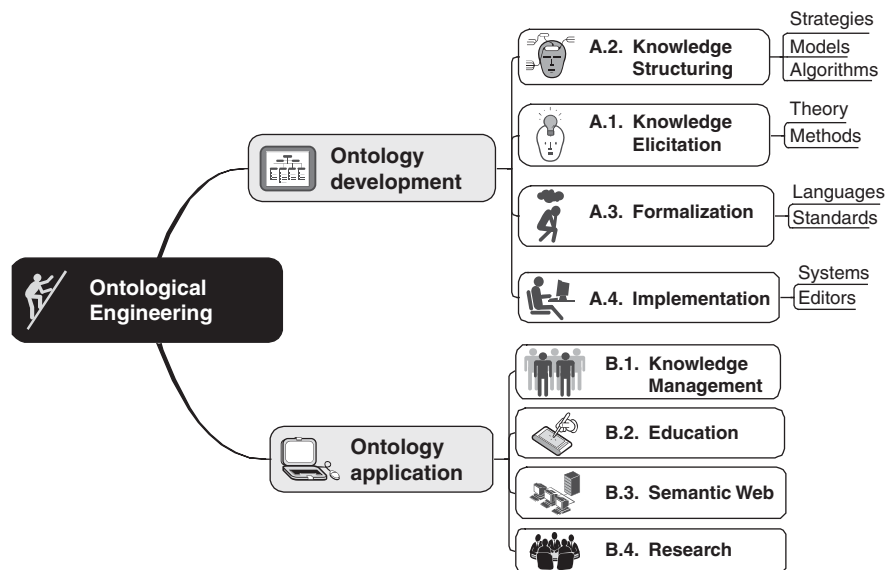 Ontological
Engineering
Ontology
development
A.2. Knowledge
Structuring
Strategies
Models
Algorithms
A.1. Knowledge
Elicitation
Theory
Methods
A.3. Formalization
Languages
Standards
A.4. Implementation
Systems
Editors
Ontology
application
B.1. Knowledge
Management
B.2. Education
B.3. Semantic Web
B.4. Research